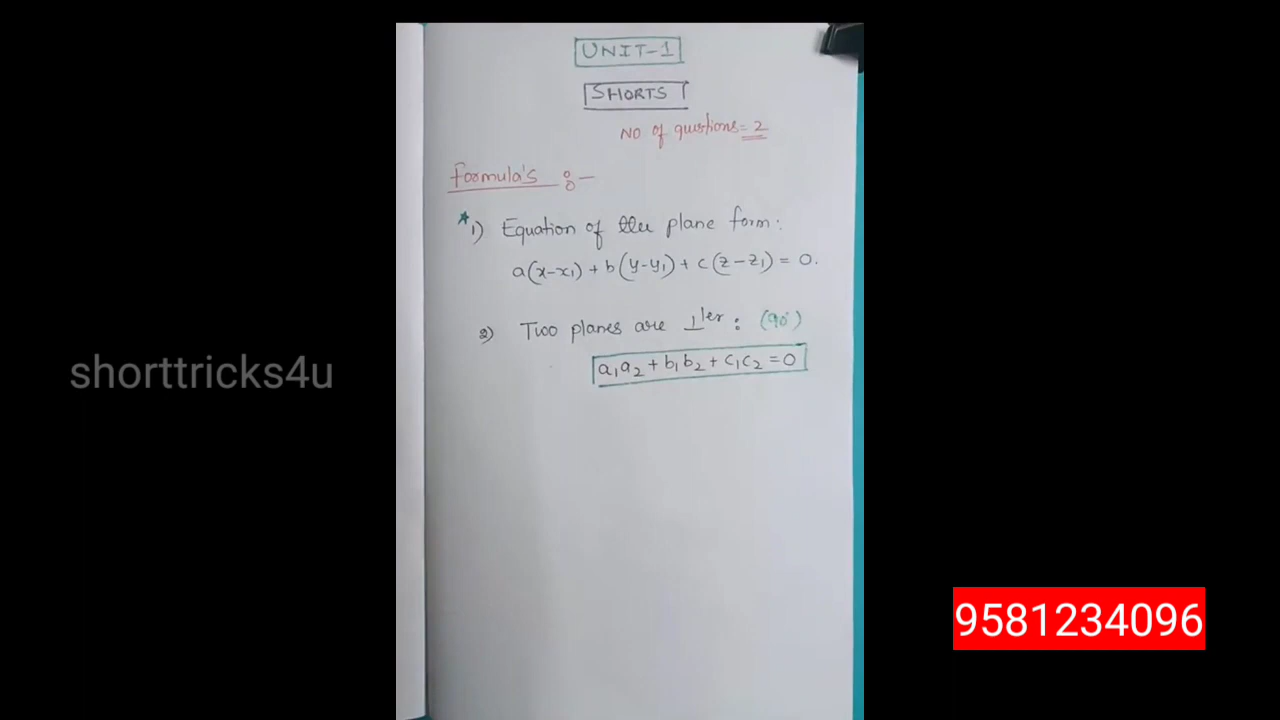 UNIT-1
SHORTS
NO of qustions=2
formula's :-
*1) Equation of the plane form:
a(x-x₁)+b(y-y₁)+c(z-z₁)=0.
2) Two planes are ⊥ler : (90°)
a₁a₂+b₁b₂+c₁c₂=0
shorttricks4u
9581234096